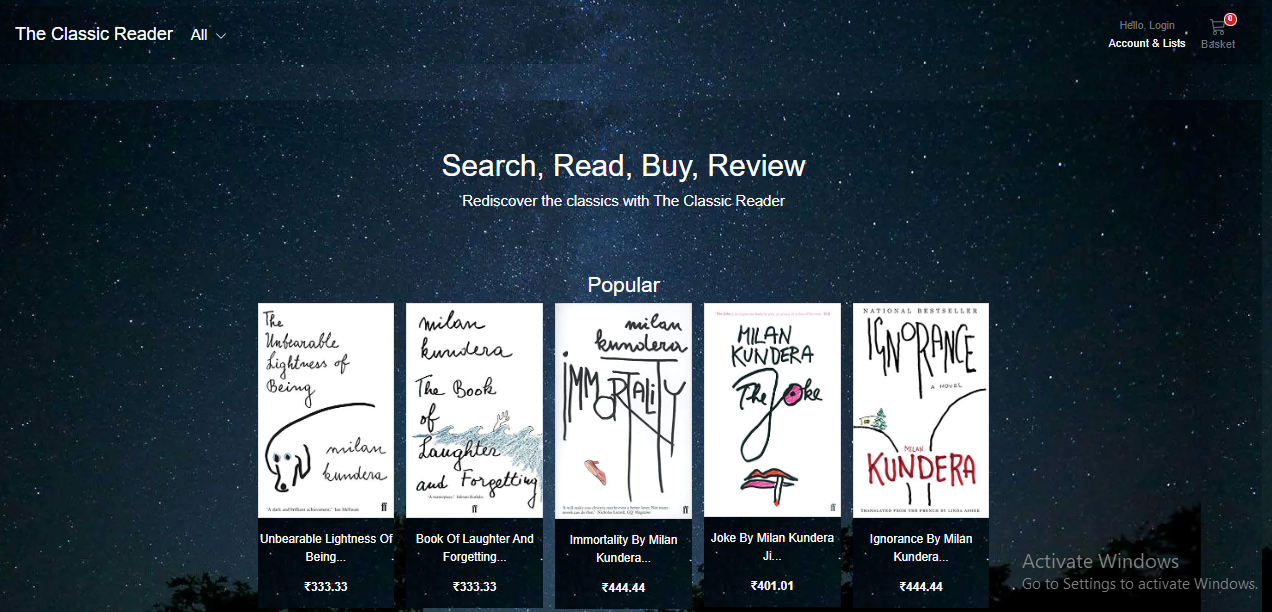 The Classic Reader All
Hello, Login
Account & Lists
0
Basket
Search, Read, Buy, Review
Rediscover the classics with The Classic Reader
Popular
The
Unbearable
Lightness of
Being
milan
kundera
'A dark and brilliant achievement.' Ian McEwan
ff
Unbearable Lightness Of
Being...
₹333.33
milan
kundera
The Book
of
Laughter
and Forgetting
'A masterpiece.' Salman Rushdie
ff
Book Of Laughter And
Forgetting...
₹333.33
milan
kundera
IMMORTALITY
ff
Immortality By Milan
Kundera...
₹444.44
MILAN
KUNDERA
The Joke
ff
Joke By Milan Kundera
Ji...
₹401.01
NATIONAL BESTSELLER
IGNORANCE
A NOVEL
MILAN
KUNDERA
TRANSLATED FROM THE FRENCH BY LINDA ASHER
Ignorance By Milan
Kundera...
₹444.44
Activate Windows
Go to Settings to activate Windows.